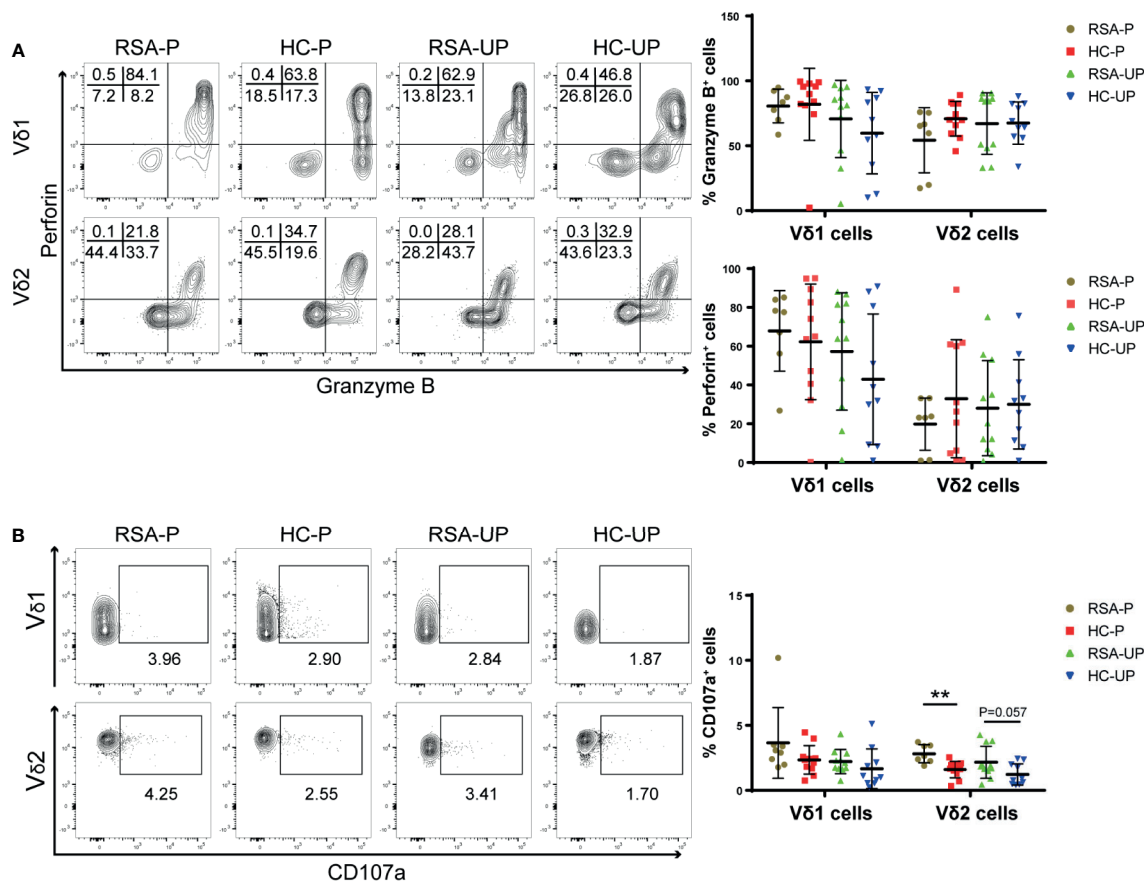 A
RSA-P HC-P RSA-UP HC-UP
Perforin
Vδ1
0.5 84.1
7.2 8.2
0.4 63.8
18.5 17.3
0.2 62.9
13.8 23.1
0.4 46.8
26.8 26.0
Vδ2
0.1 21.8
44.4 33.7
0.1 34.7
45.5 19.6
0.0 28.1
28.2 43.7
0.3 32.9
43.6 23.3
Granzyme B
% Granzyme B⁺ cells
150
100
50
0
Vδ1 cells Vδ2 cells
RSA-P
HC-P
RSA-UP
HC-UP
% Perforin⁺ cells
100
80
60
40
20
0
Vδ1 cells Vδ2 cells
RSA-P
HC-P
RSA-UP
HC-UP
B
RSA-P HC-P RSA-UP HC-UP
Vδ1
3.96 2.90 2.84 1.87
Vδ2
4.25 2.55 3.41 1.70
CD107a
% CD107a⁺ cells
15
10
5
0
**
P=0.057
Vδ1 cells Vδ2 cells
RSA-P
HC-P
RSA-UP
HC-UP